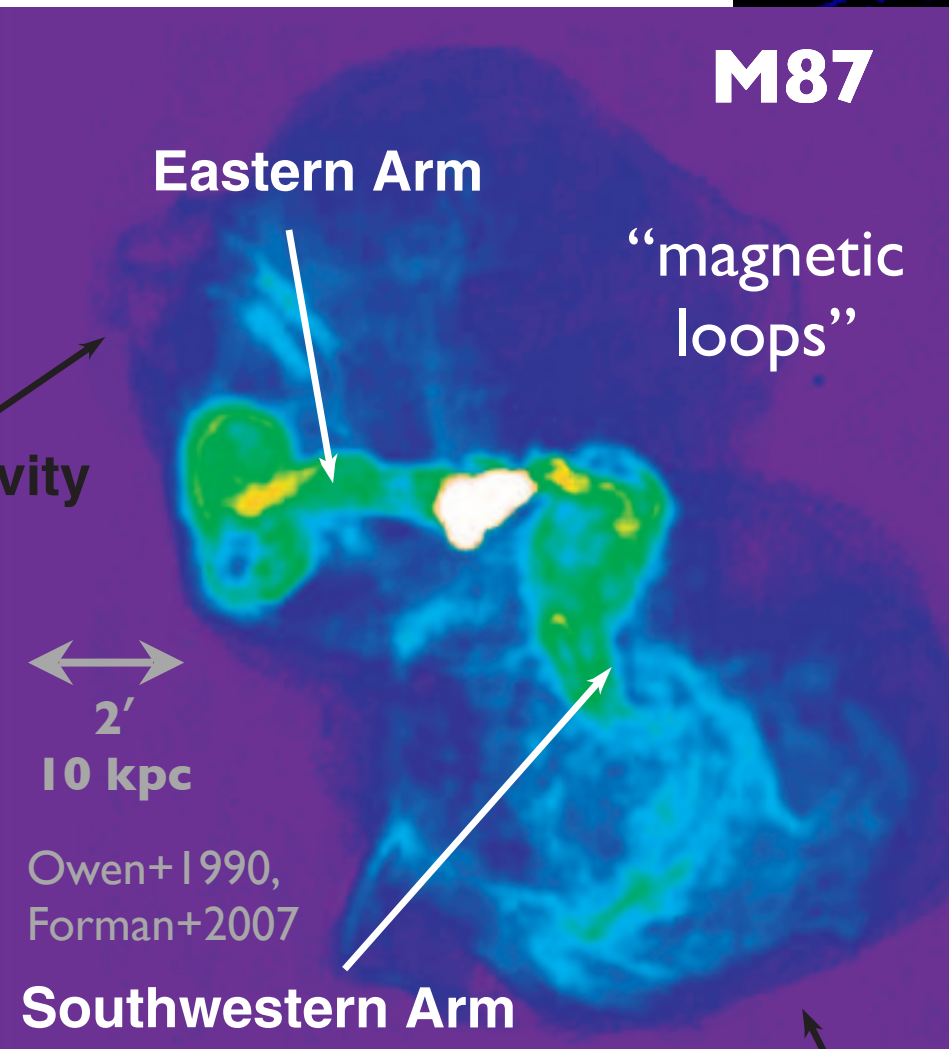 M87
Eastern Arm
“magnetic
loops”
vity
2′
10 kpc
Owen+1990,
Forman+2007
Southwestern Arm